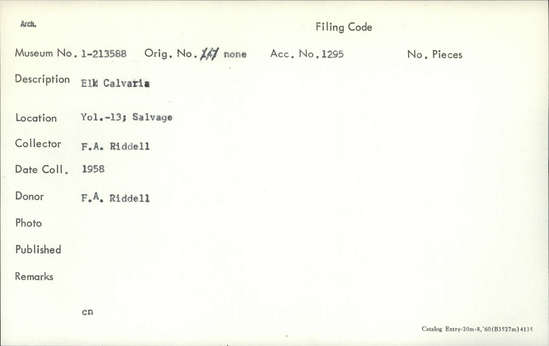 Arch.
Filing Code
Museum No. 1-213588 Orig. No. none Acc. No. 1295 No. Pieces
Description Elk Calvaria
Location Yol.-13; Salvage
Collector F.A. Riddell
Date Coll. 1958
Donor F.A. Riddell
Photo
Published
Remarks
cn
Catalog Entry-20m-8,'60(B3527m)4114